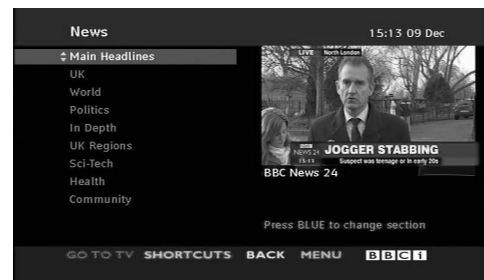 News 15:13 09 Dec
Main Headlines
UK
World
Politics
In Depth
UK Regions
Sci-Tech
Health
Community
LIVE North London
BBC
NEWS 24 JOGGER STABBING
15:13 Suspect was teenage or in early 20s
BBC News 24
Press BLUE to change section
GO TO TV SHORTCUTS BACK MENU BBCi